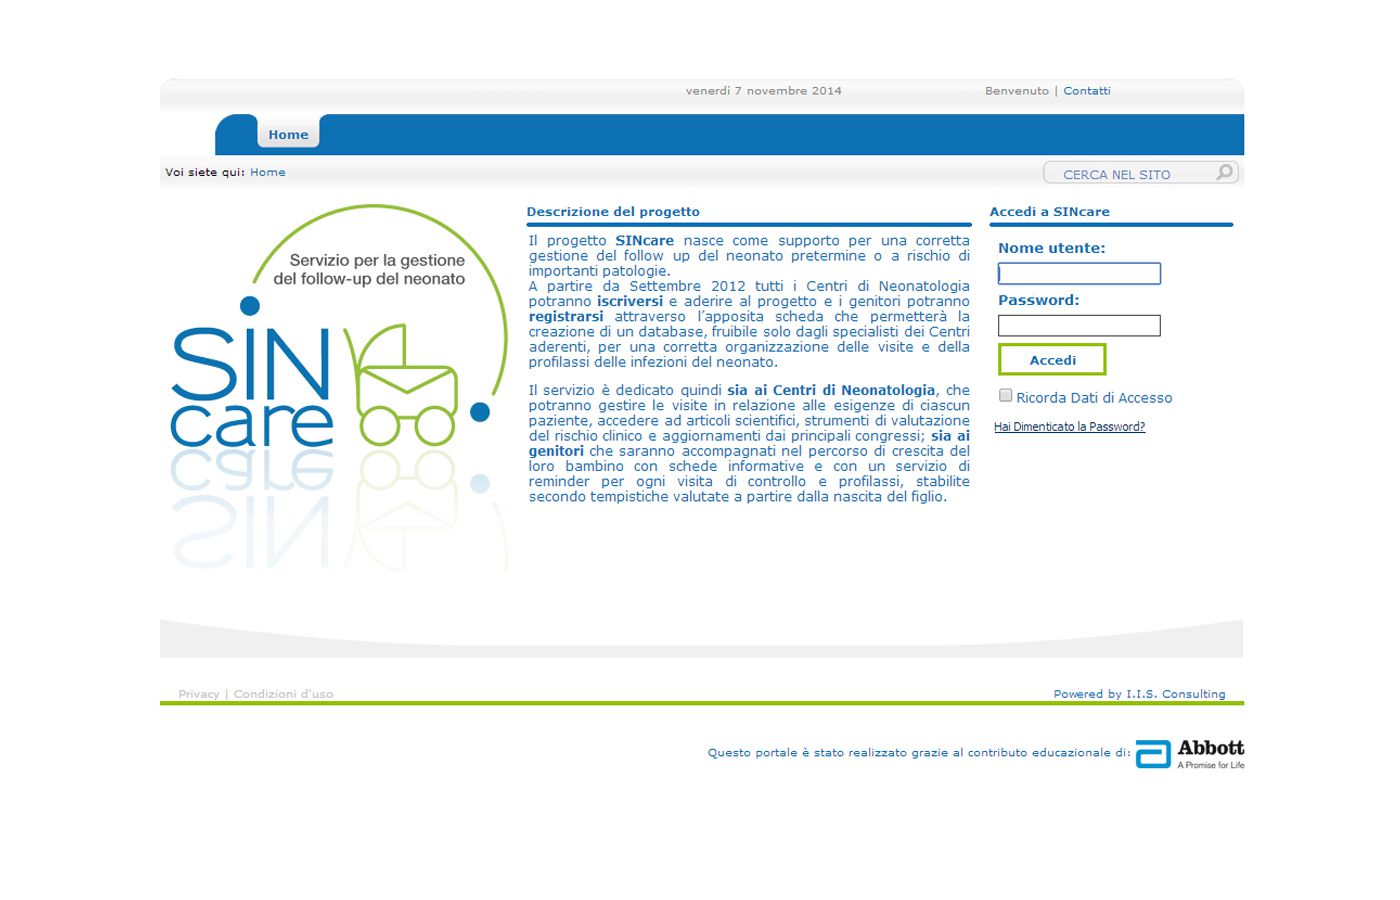 venerdì 7 novembre 2014
Benvenuto | Contatti
Home
Voi siete qui: Home
CERCA NEL SITO
Servizio per la gestione
del follow-up del neonato
SIN
care
Descrizione del progetto
Il progetto SINcare nasce come supporto per una corretta
gestione del follow up del neonato pretermine o a rischio di
importanti patologie.
A partire da Settembre 2012 tutti i Centri di Neonatologia
potranno iscriversi e aderire al progetto e i genitori potranno
registrarsi attraverso l'apposita scheda che permetterà la
creazione di un database, fruibile solo dagli specialisti dei Centri
aderenti, per una corretta organizzazione delle visite e della
profilassi delle infezioni del neonato.
Il servizio è dedicato quindi sia ai Centri di Neonatologia, che
potranno gestire le visite in relazione alle esigenze di ciascun
paziente, accedere ad articoli scientifici, strumenti di valutazione
del rischio clinico e aggiornamenti dai principali congressi; sia ai
genitori che saranno accompagnati nel percorso di crescita del
loro bambino con schede informative e con un servizio di
reminder per ogni visita di controllo e profilassi, stabilite
secondo tempistiche valutate a partire dalla nascita del figlio.
Accedi a SINcare
Nome utente:
Password:
Accedi
Ricorda Dati di Accesso
Hai Dimenticato la Password?
Privacy | Condizioni d'uso
Powered by I.I.S. Consulting
Questo portale è stato realizzato grazie al contributo educazionale di:
Abbott
A Promise for Life